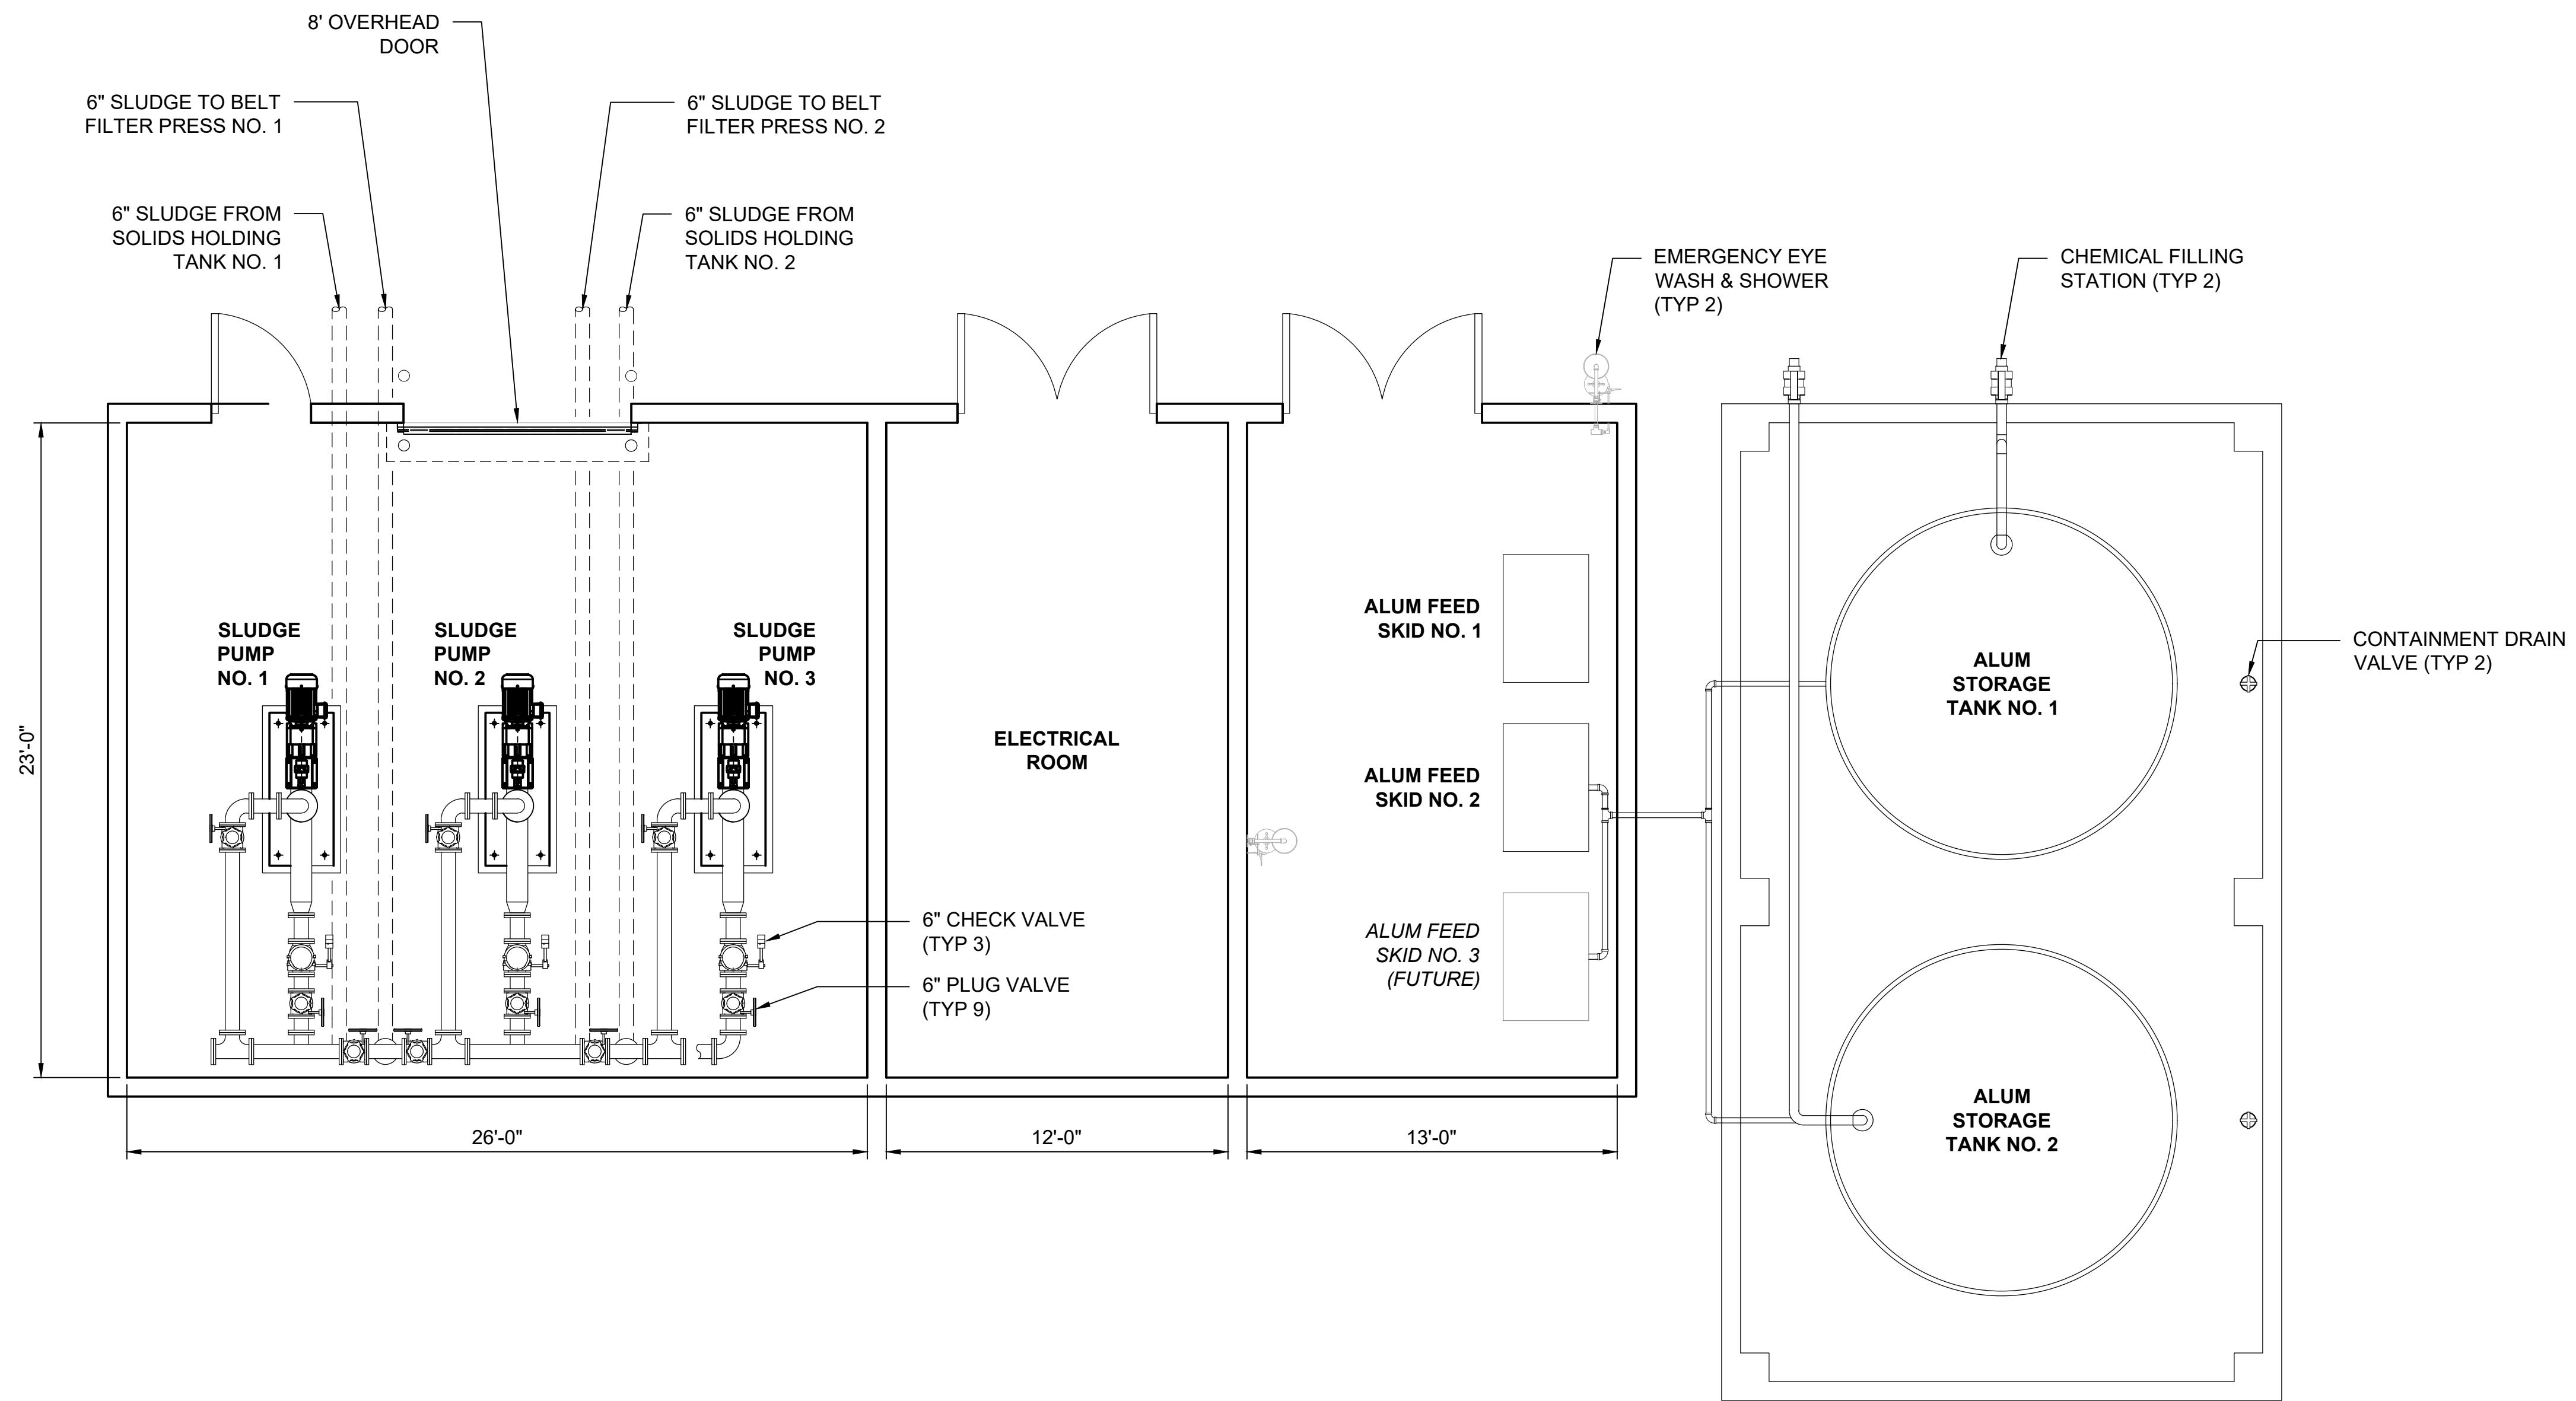 8' OVERHEAD
DOOR
6" SLUDGE TO BELT
FILTER PRESS NO. 1
6" SLUDGE TO BELT
FILTER PRESS NO. 2
6" SLUDGE FROM
SOLIDS HOLDING
TANK NO. 1
6" SLUDGE FROM
SOLIDS HOLDING
TANK NO. 2
EMERGENCY EYE
WASH & SHOWER
(TYP 2)
CHEMICAL FILLING
STATION (TYP 2)
SLUDGE
PUMP
NO. 1
SLUDGE
PUMP
NO. 2
SLUDGE
PUMP
NO. 3
ELECTRICAL
ROOM
ALUM FEED
SKID NO. 1
ALUM FEED
SKID NO. 2
ALUM FEED
SKID NO. 3
(FUTURE)
ALUM
STORAGE
TANK NO. 1
CONTAINMENT DRAIN
VALVE (TYP 2)
23'-0"
6" CHECK VALVE
(TYP 3)
6" PLUG VALVE
(TYP 9)
ALUM
STORAGE
TANK NO. 2
26'-0"
12'-0"
13'-0"